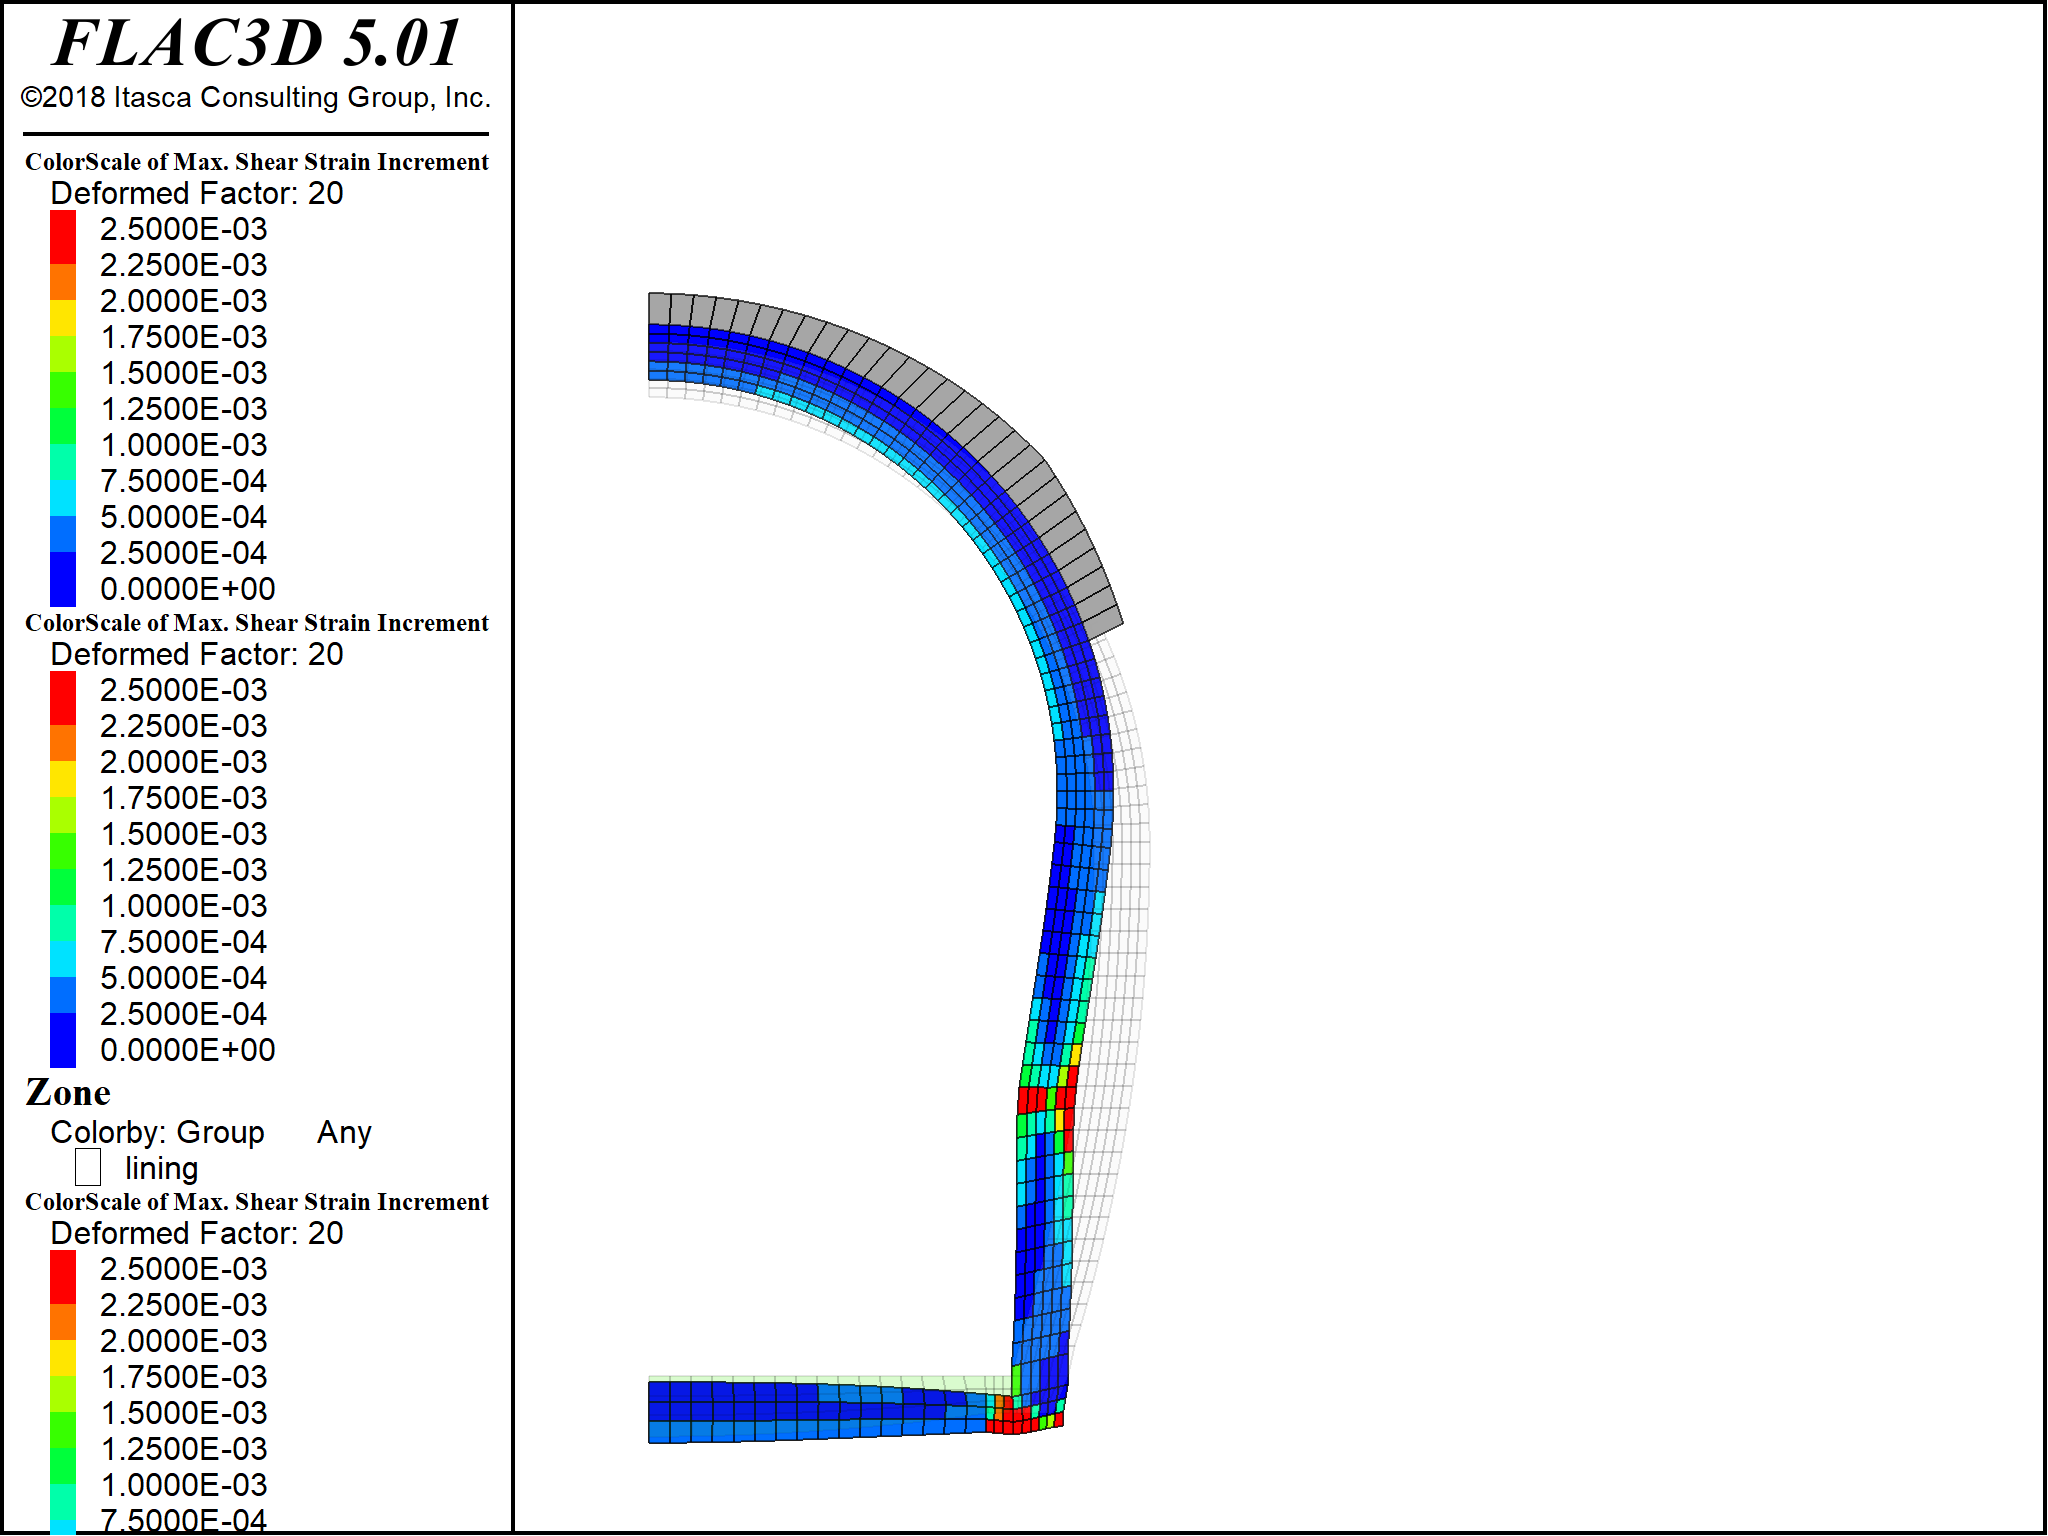 FLAC3D 5.01
©2018 Itasca Consulting Group, Inc.
ColorScale of Max. Shear Strain Increment
Deformed Factor: 20
2.5000E-03
2.2500E-03
2.0000E-03
1.7500E-03
1.5000E-03
1.2500E-03
1.0000E-03
7.5000E-04
5.0000E-04
2.5000E-04
0.0000E+00
ColorScale of Max. Shear Strain Increment
Deformed Factor: 20
2.5000E-03
2.2500E-03
2.0000E-03
1.7500E-03
1.5000E-03
1.2500E-03
1.0000E-03
7.5000E-04
5.0000E-04
2.5000E-04
0.0000E+00
Zone
Colorby: Group Any
lining
ColorScale of Max. Shear Strain Increment
Deformed Factor: 20
2.5000E-03
2.2500E-03
2.0000E-03
1.7500E-03
1.5000E-03
1.2500E-03
1.0000E-03
7.5000E-04